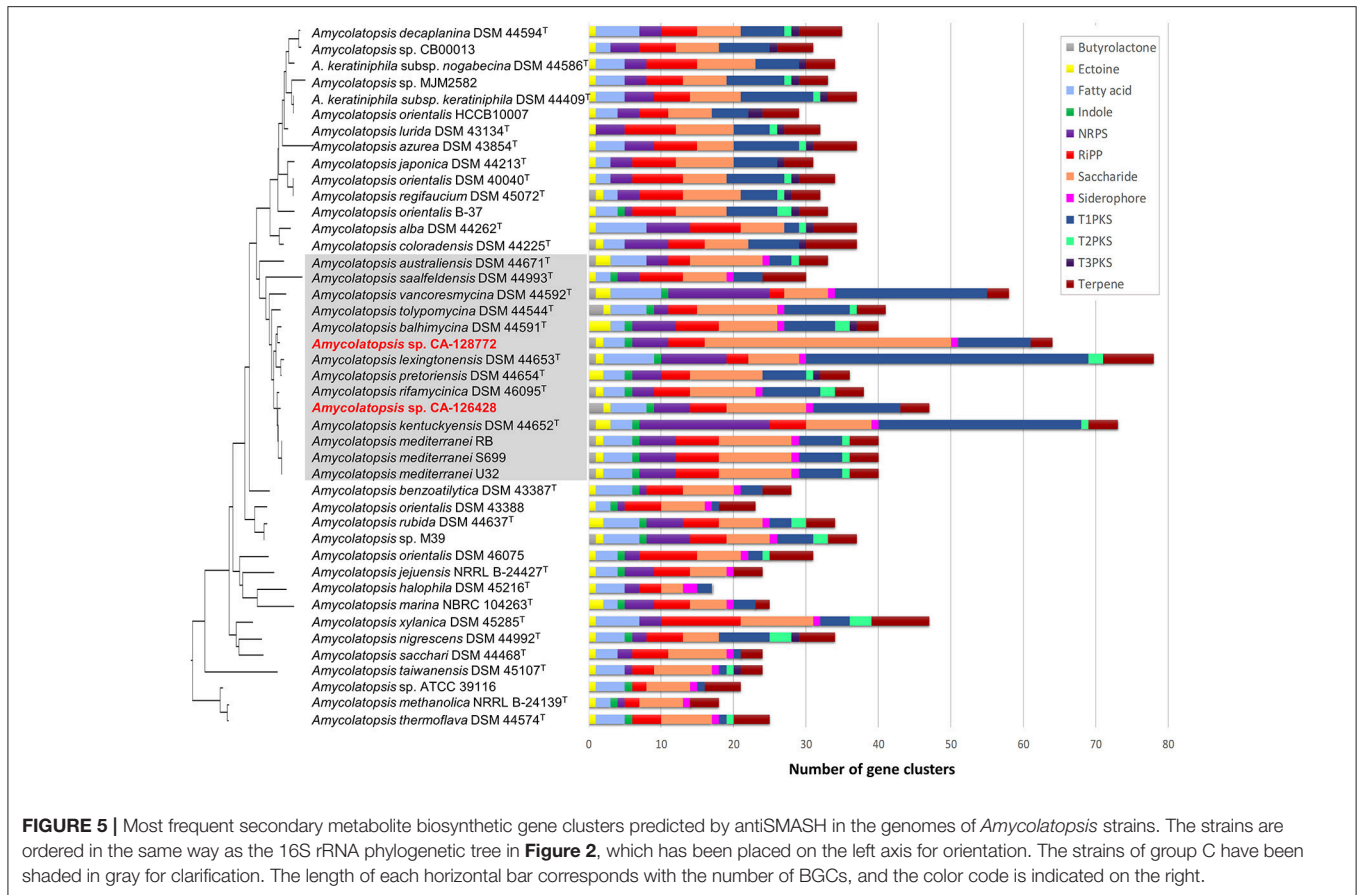 0 10 20 30 40 50 60 70 80
Amycolatopsis decaplanina DSM 44594ᵀ
Amycolatopsis sp. CB00013
A. keratiniphila subsp. nogabecina DSM 44586ᵀ
Amycolatopsis sp. MJM2582
A. keratiniphila subsp. keratiniphila DSM 44409ᵀ
Amycolatopsis orientalis HCCB10007
Amycolatopsis lurida DSM 43134ᵀ
Amycolatopsis azurea DSM 43854ᵀ
Amycolatopsis japonica DSM 44213ᵀ
Amycolatopsis orientalis DSM 40040ᵀ
Amycolatopsis regifaucium DSM 45072ᵀ
Amycolatopsis orientalis B-37
Amycolatopsis alba DSM 44262ᵀ
Amycolatopsis coloradensis DSM 44225ᵀ
Amycolatopsis australiensis DSM 44671ᵀ
Amycolatopsis saalfeldensis DSM 44993ᵀ
Amycolatopsis vancoresmycina DSM 44592ᵀ
Amycolatopsis tolypomycina DSM 44544ᵀ
Amycolatopsis balhimycina DSM 44591ᵀ
Amycolatopsis sp. CA-128772
Amycolatopsis lexingtonensis DSM 44653ᵀ
Amycolatopsis pretoriensis DSM 44654ᵀ
Amycolatopsis rifamycinica DSM 46095ᵀ
Amycolatopsis sp. CA-126428
Amycolatopsis kentuckyensis DSM 44652ᵀ
Amycolatopsis mediterranei RB
Amycolatopsis mediterranei S699
Amycolatopsis mediterranei U32
Amycolatopsis benzoatilytica DSM 43387ᵀ
Amycolatopsis orientalis DSM 43388
Amycolatopsis rubida DSM 44637ᵀ
Amycolatopsis sp. M39
Amycolatopsis orientalis DSM 46075
Amycolatopsis jejuensis NRRL B-24427ᵀ
Amycolatopsis halophila DSM 45216ᵀ
Amycolatopsis marina NBRC 104263ᵀ
Amycolatopsis xylanica DSM 45285ᵀ
Amycolatopsis nigrescens DSM 44992ᵀ
Amycolatopsis sacchari DSM 44468ᵀ
Amycolatopsis taiwanensis DSM 45107ᵀ
Amycolatopsis sp. ATCC 39116
Amycolatopsis methanolica NRRL B-24139ᵀ
Amycolatopsis thermoflava DSM 44574ᵀ
Butyrolactone
Ectoine
Fatty acid
Indole
NRPS
RiPP
Saccharide
Siderophore
T1PKS
T2PKS
T3PKS
Terpene
0 10 20 30 40 50 60 70 80
Number of gene clusters
FIGURE 5 | Most frequent secondary metabolite biosynthetic gene clusters predicted by antiSMASH in the genomes of Amycolatopsis strains. The strains are
ordered in the same way as the 16S rRNA phylogenetic tree in Figure 2, which has been placed on the left axis for orientation. The strains of group C have been
shaded in gray for clarification. The length of each horizontal bar corresponds with the number of BGCs, and the color code is indicated on the right.